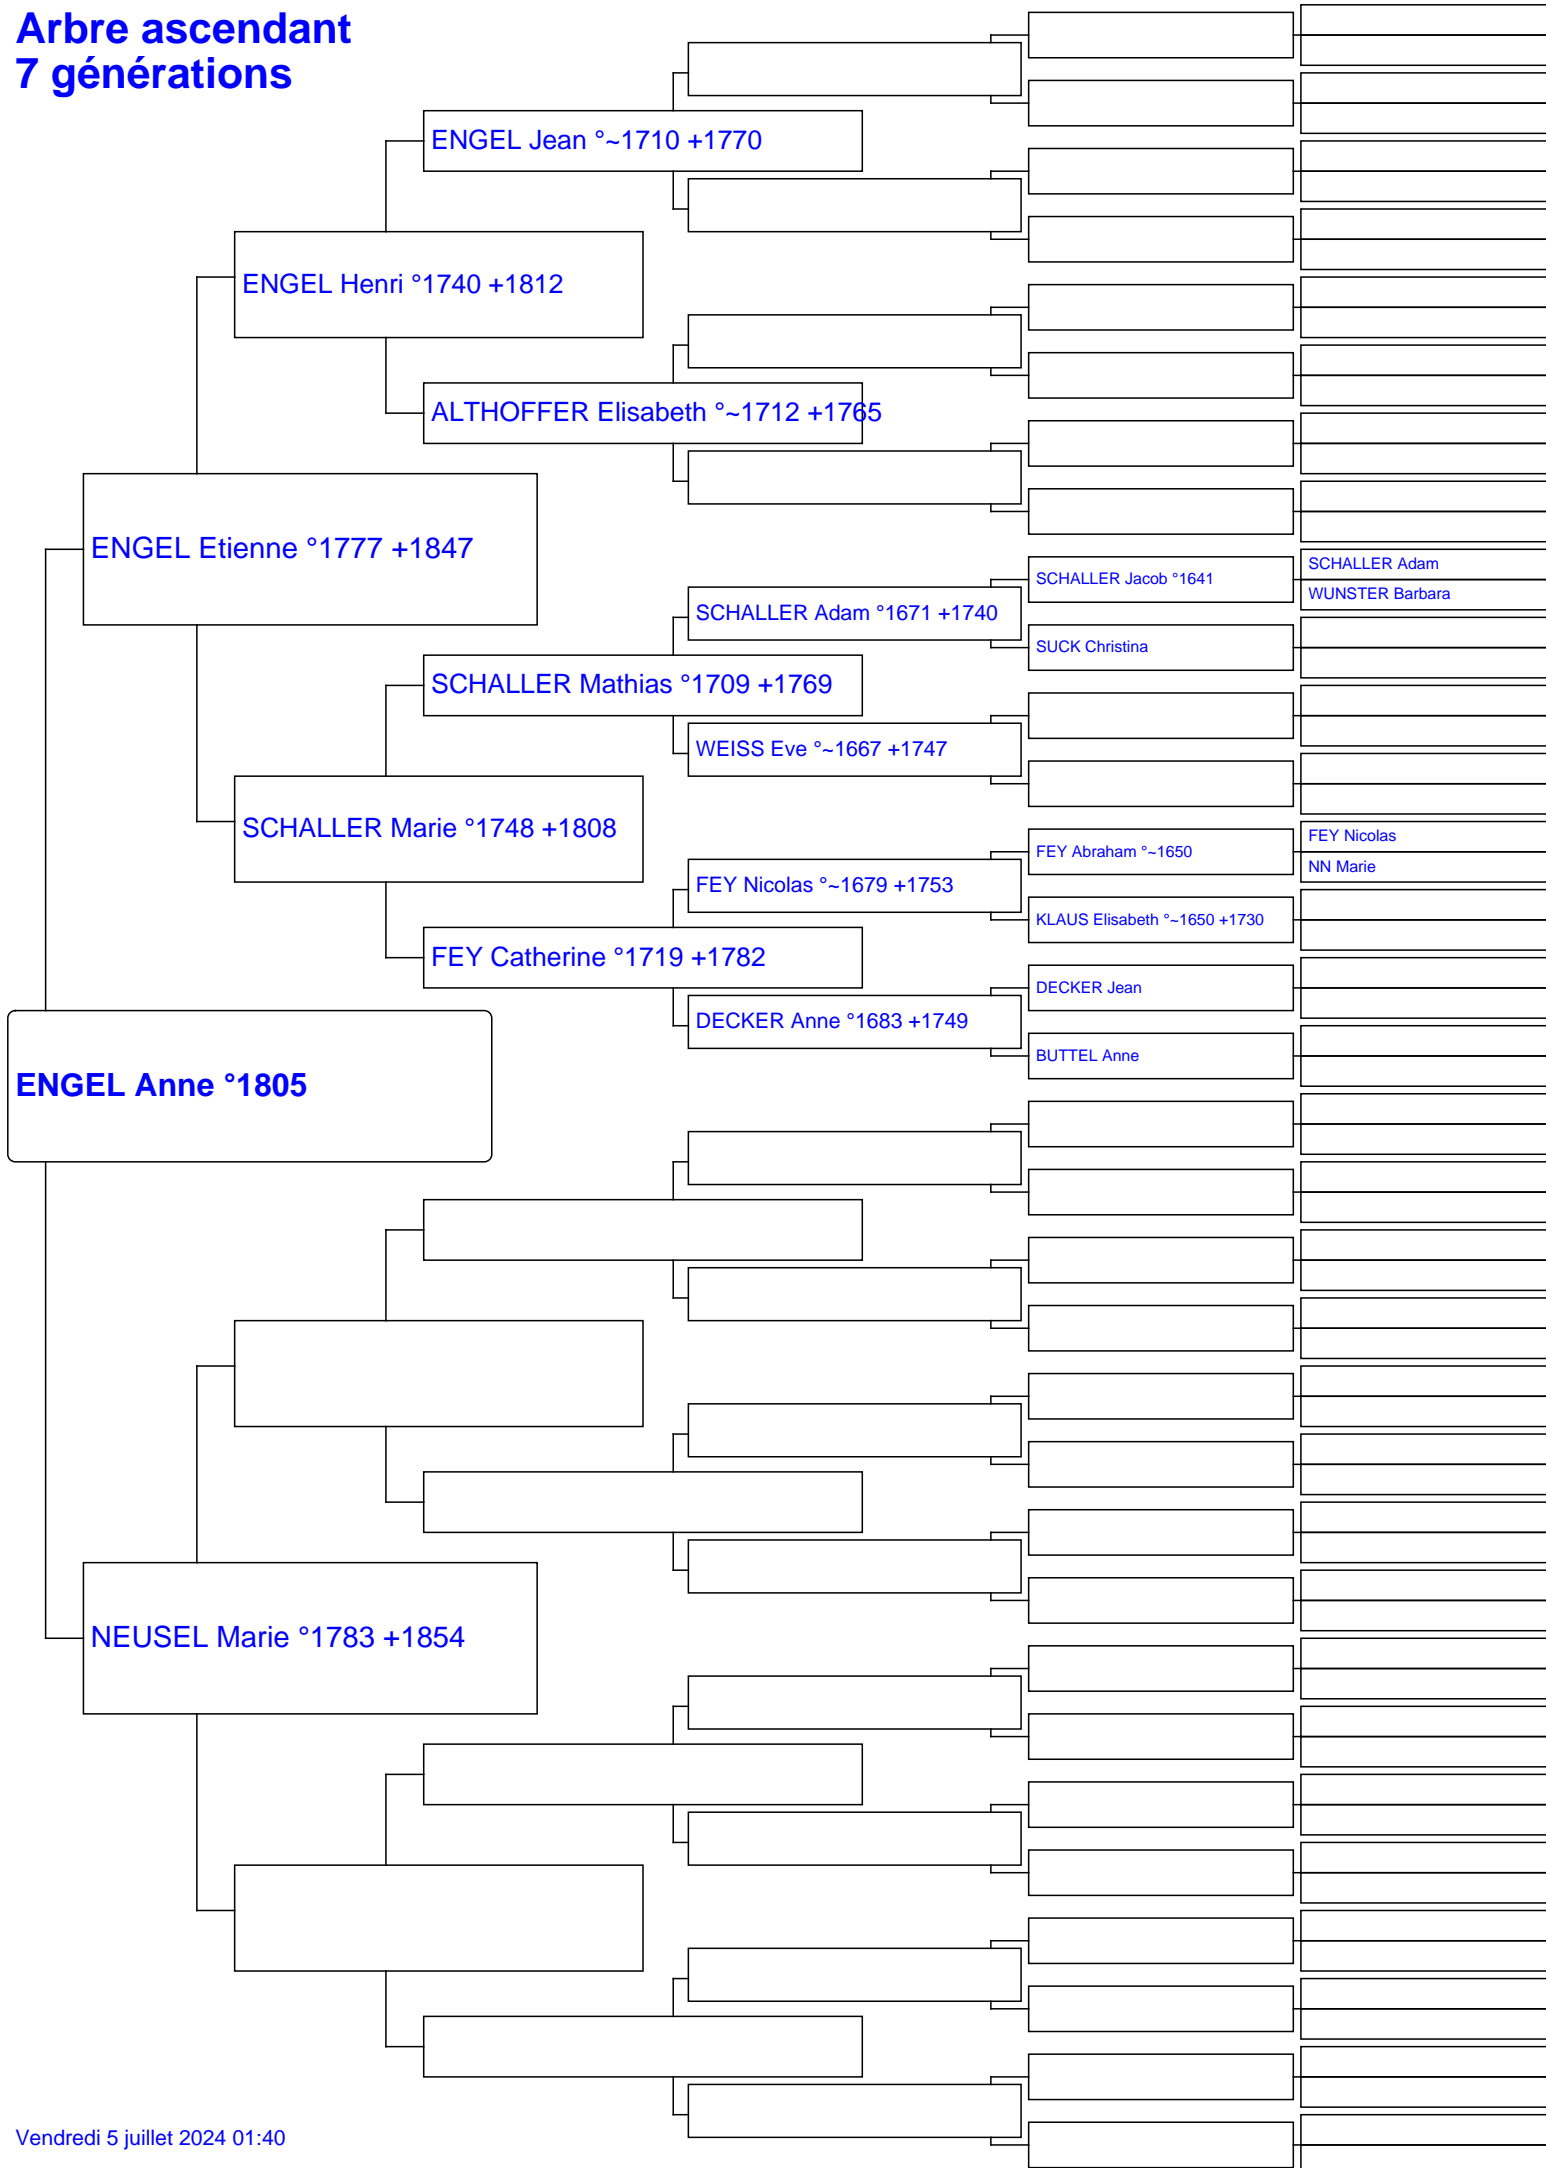 Arbre ascendant
7 générations
ENGEL Jean °~1710 +1770
ENGEL Henri °1740 +1812
ALTHOFFER Elisabeth °~1712 +1765
ENGEL Etienne °1777 +1847
SCHALLER Jacob °1641
SCHALLER Adam
WUNSTER Barbara
SCHALLER Adam °1671 +1740
SUCK Christina
SCHALLER Mathias °1709 +1769
WEISS Eve °~1667 +1747
SCHALLER Marie °1748 +1808
FEY Abraham °~1650
FEY Nicolas
NN Marie
FEY Nicolas °~1679 +1753
KLAUS Elisabeth °~1650 +1730
FEY Catherine °1719 +1782
DECKER Jean
DECKER Anne °1683 +1749
BUTTEL Anne
ENGEL Anne °1805
NEUSEL Marie °1783 +1854
Vendredi 5 juillet 2024 01:40